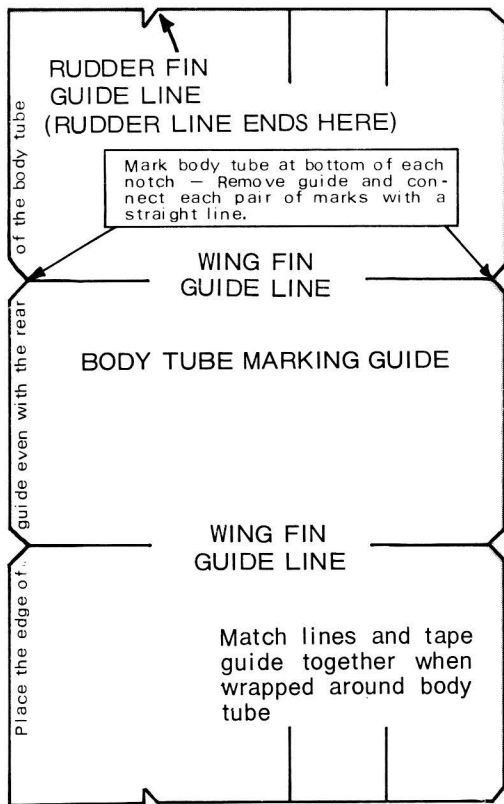 RUDDER FIN
GUIDE LINE
(RUDDER LINE ENDS HERE)
Mark body tube at bottom of each
notch — Remove guide and con-
nect each pair of marks with a
straight line.
WING FIN
GUIDE LINE
BODY TUBE MARKING GUIDE
WING FIN
GUIDE LINE
Match lines and tape
guide together when
wrapped around body
tube
Place the edge of.. guide even with the rear of the body tube